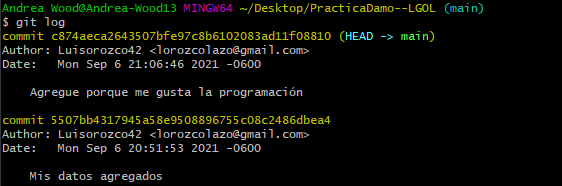 Andrea Wood@Andrea-Wood13 MINGW64 ~/Desktop/PracticaDamo--LGOL (main)
$ git log
commit c874aeca2643507bfe97c8b6102083ad11f08810 (HEAD -> main)
Author: Luisorozco42 <lorozcolazo@gmail.com>
Date:   Mon Sep 6 21:06:46 2021 -0600
    Agregue porque me gusta la programación
commit 5507bb4317945a58e9508896755c08c2486dbea4
Author: Luisorozco42 <lorozcolazo@gmail.com>
Date:   Mon Sep 6 20:51:53 2021 -0600
    Mis datos agregados